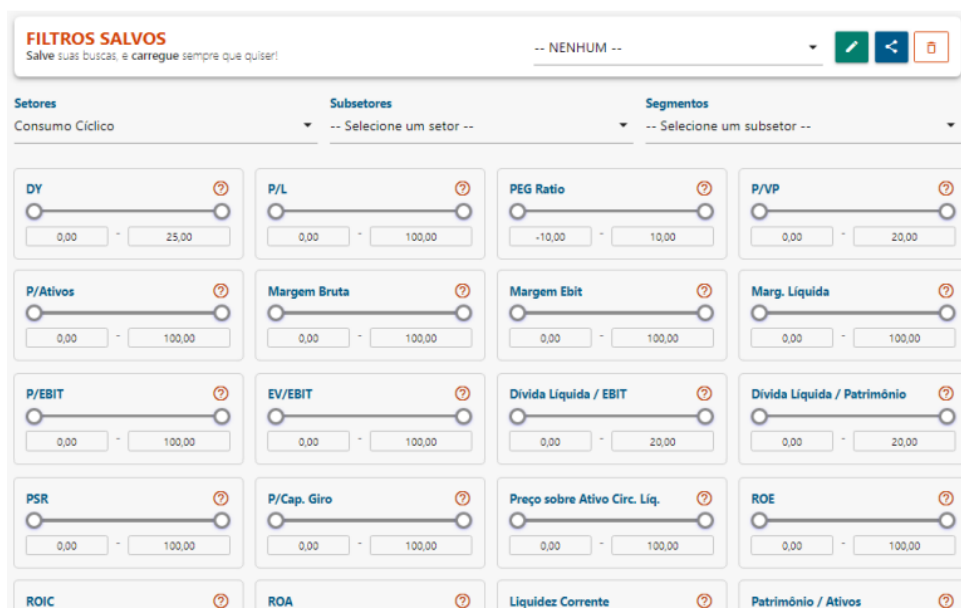 FILTROS SALVOS
Salve suas buscas, e carregue sempre que quiser!
-- NENHUM --
Setores
Subsetores
Segmentos
Consumo Cíclico
-- Selecione um setor --
-- Selecione um subsetor --
DY
P/L
PEG Ratio
P/VP
0,00 - 25,00
0,00 - 100,00
-10,00 - 10,00
0,00 - 20,00
P/Ativos
Margem Bruta
Margem Ebit
Marg. Líquida
0,00 - 100,00
0,00 - 100,00
0,00 - 100,00
0,00 - 100,00
P/EBIT
EV/EBIT
Dívida Líquida / EBIT
Dívida Líquida / Patrimônio
0,00 - 100,00
0,00 - 100,00
0,00 - 20,00
0,00 - 20,00
PSR
P/Cap. Giro
Preço sobre Ativo Circ. Líq.
ROE
0,00 - 100,00
0,00 - 100,00
0,00 - 100,00
0,00 - 100,00
ROIC
ROA
Liquidez Corrente
Patrimônio / Ativos